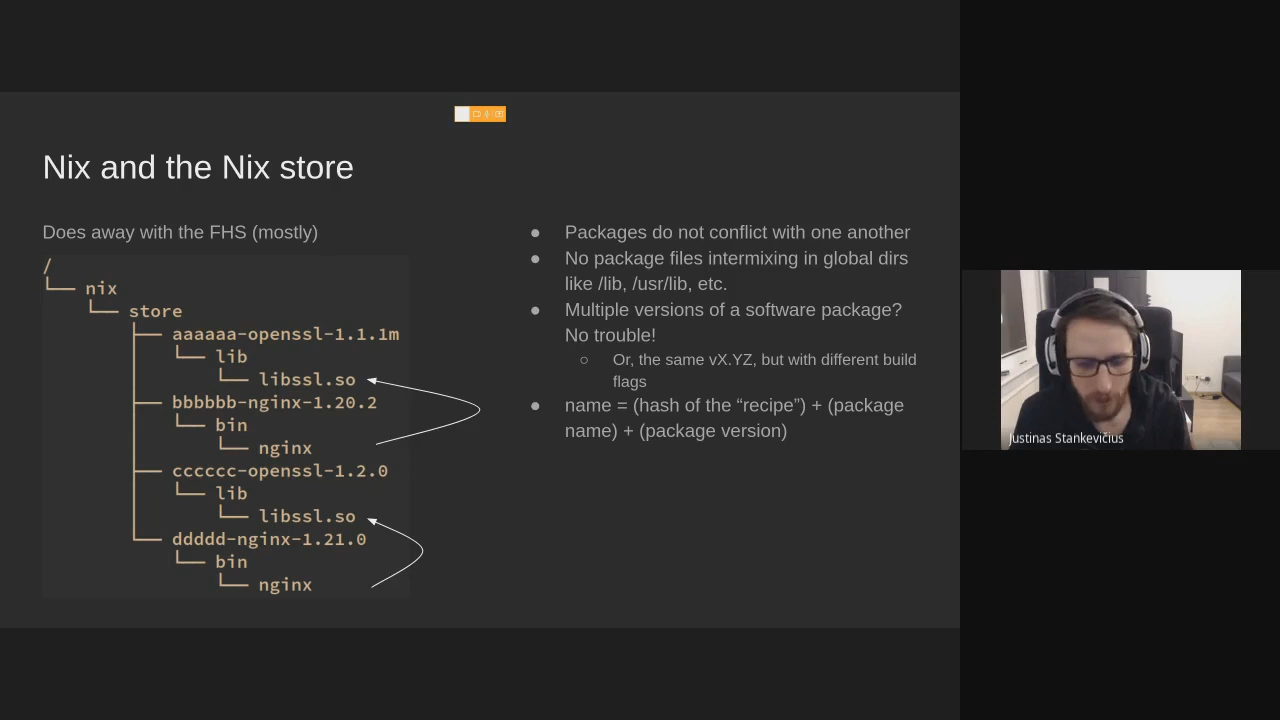 Nix and the Nix store
Does away with the FHS (mostly)
/
└── nix
└── store
├── aaaaaa-openssl-1.1.1m
└── lib
└── libssl.so
├── bbbbbb-nginx-1.20.2
└── bin
└── nginx
├── cccccc-openssl-1.2.0
└── lib
└── libssl.so
└── ddddd-nginx-1.21.0
└── bin
└── nginx
● Packages do not conflict with one another
● No package files intermixing in global dirs
like /lib, /usr/lib, etc.
● Multiple versions of a software package?
No trouble!
○ Or, the same vX.YZ, but with different build
flags
● name = (hash of the “recipe”) + (package
name) + (package version)
Justinas Stankevičius